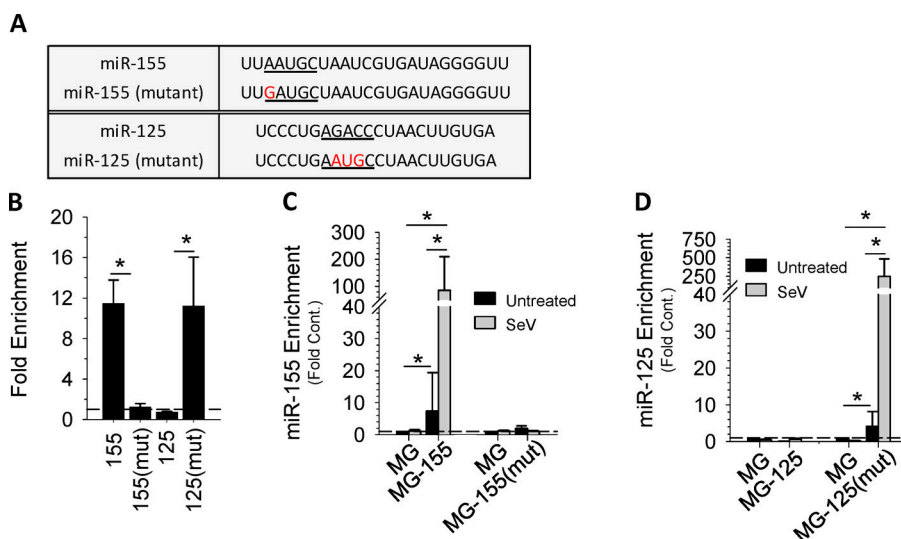 A
miR-155 UUAAUGCUAAUCGUGAUAGGGGUU
miR-155 (mutant) UUGAUGCUAAUCGUGAUAGGGGUU
miR-125 UCCCUGAGACCCUAACUUGUGA
miR-125 (mutant) UCCCUGAAUGCCUAACUUGUGA
B
Fold Enrichment
20
16
12
8
4
0
*
*
155
155(mut)
125
125(mut)
C
miR-155 Enrichment
(Fold Cont.)
300
200
100
40
30
20
10
0
*
*
*
Untreated
SeV
MG
MG-155
MG
MG-155(mut)
D
miR-125 Enrichment
(Fold Cont.)
750
500
250
40
30
20
10
0
*
*
*
Untreated
SeV
MG
MG-125
MG
MG-125(mut)